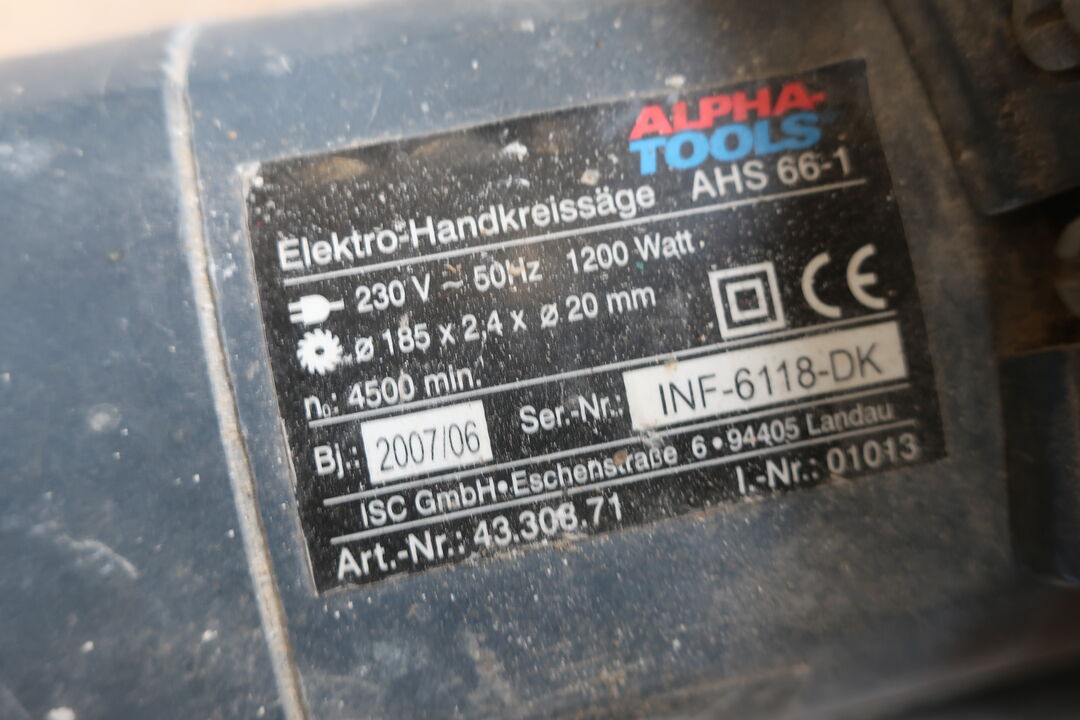 ALPHA-
TOOLS
Elektro-Handkreissäge AHS 66-1
230 V ~ 50Hz 1200 Watt
ø 185 x 2,4 x ø 20 mm
CE
n₀: 4500 min.
Bj.: 2007/06 Ser.-Nr.: INF-6118-DK
ISC GmbH • Eschenstraße 6 • 94405 Landau
Art.-Nr.: 43.308.71 I.-Nr.: 01013